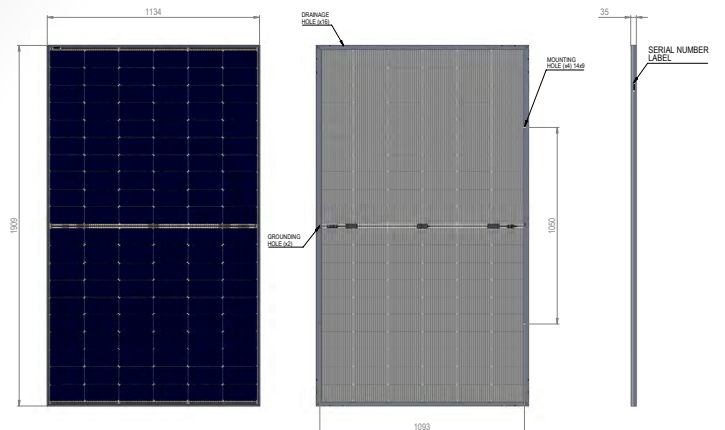 1134
1909
DRAINAGE
HOLE (x16)
MOUNTING
HOLE (x4) 14x9
1050
GROUNDING
HOLE (x2)
1093
35
SERIAL NUMBER
LABEL